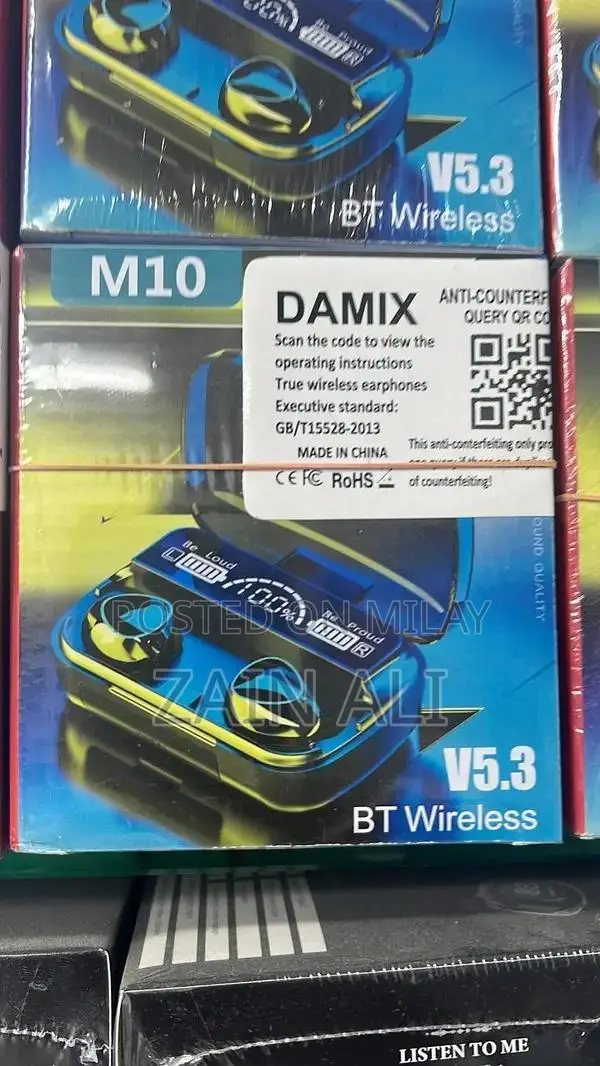 Be Proud
R
V5.3
BT Wireless
M10
DAMIX
Scan the code to view the
operating instructions
True wireless earphones
Executive standard:
GB/T15528-2013
MADE IN CHINA
CE FC RoHS
ANTI-COUNTERF
QUERY QR CO
This anti-conterfeiting only pro
of counterfeiting!
OUND QUALITY
Be Loud
L
100%
Be Proud
R
POSTED ON MILAY
ZAIN ALI
V5.3
BT Wireless
LISTEN TO ME